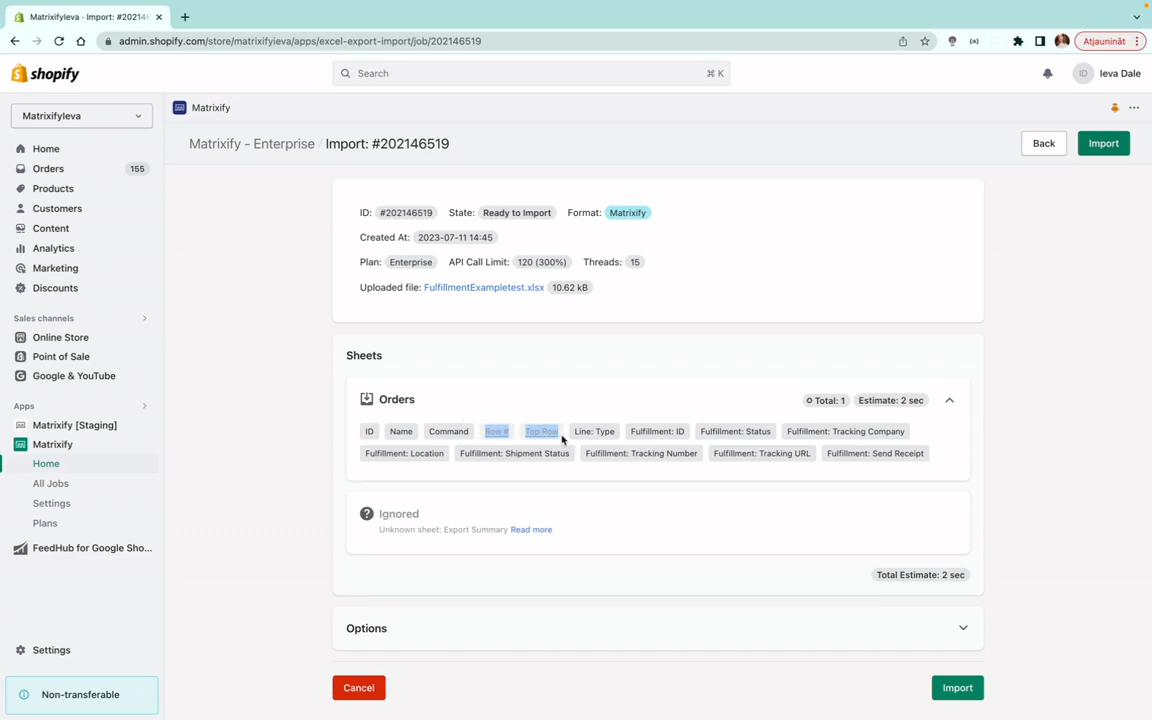 MatrixifyIeva · Import: #20214
admin.shopify.com/store/matrixifyieva/apps/excel-export-import/job/202146519
Atjaunināt
shopify
Search
⌘ K
ID
Ieva Dale
MatrixifyIeva
Home
Orders 155
Products
Customers
Content
Analytics
Marketing
Discounts
Sales channels
Online Store
Point of Sale
Google & YouTube
Apps
Matrixify [Staging]
Matrixify
Home
All Jobs
Settings
Plans
FeedHub for Google Sho...
Settings
Non-transferable
Matrixify
Matrixify - Enterprise / Import: #202146519
Back
Import
ID: #202146519 State: Ready to Import Format: Matrixify
Created At: 2023-07-11 14:45
Plan: Enterprise API Call Limit: 120 (300%) Threads: 15
Uploaded file: FulfillmentExampletest.xlsx 10.62 kB
Sheets
Orders Total: 1 Estimate: 2 sec
ID Name Command Row # Top Row Line: Type Fulfillment: ID Fulfillment: Status Fulfillment: Tracking Company
Fulfillment: Location Fulfillment: Shipment Status Fulfillment: Tracking Number Fulfillment: Tracking URL Fulfillment: Send Receipt
Ignored
Unknown sheet: Export Summary Read more
Total Estimate: 2 sec
Options
Cancel
Import